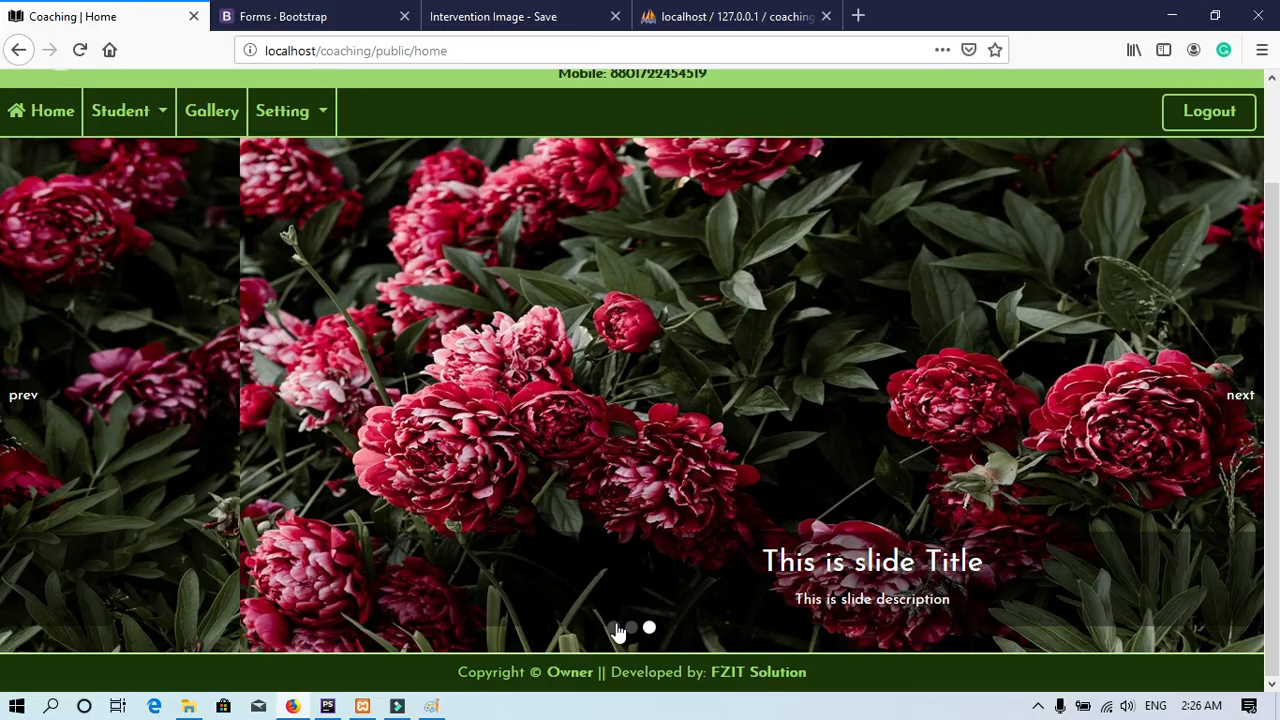 Coaching | Home
Forms · Bootstrap
Intervention Image - Save
localhost / 127.0.0.1 / coaching
localhost/coaching/public/home
Mobile: 8801722454519
Home Student Gallery Setting Logout
prev
next
This is slide Title
This is slide description
Copyright © Owner || Developed by: FZIT Solution
ENG 2:26 AM